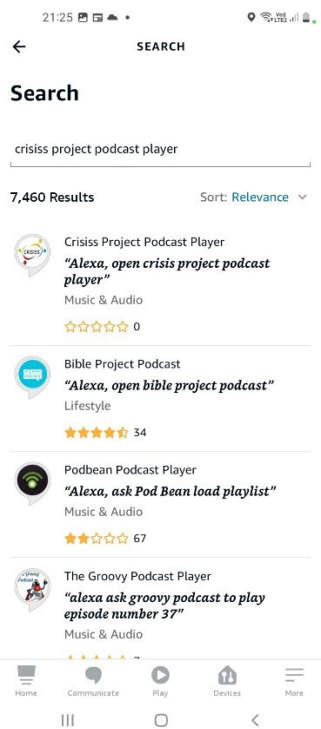 21:25
SEARCH
Search
crisiss project podcast player
7,460 Results
Sort: Relevance
Crisiss Project Podcast Player
“Alexa, open crisis project podcast
player”
Music & Audio
0
Bible Project Podcast
“Alexa, open bible project podcast”
Lifestyle
34
Podbean Podcast Player
“Alexa, ask Pod Bean load playlist”
Music & Audio
67
The Groovy Podcast Player
“alexa ask groovy podcast to play
episode number 37”
Music & Audio
Home
Communicate
Play
Devices
More